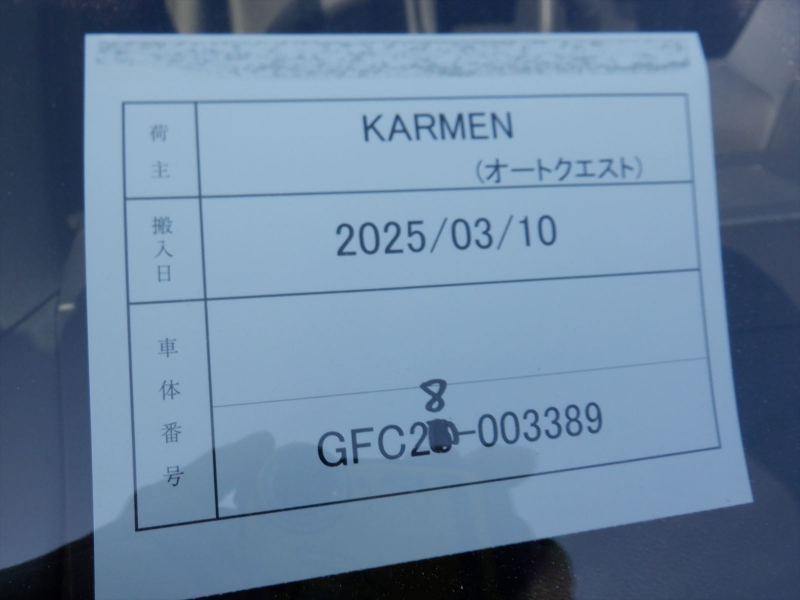 荷主
KARMEN
(オートクエスト)
搬入日
2025/03/10
車体番号
8
GFC2-003389